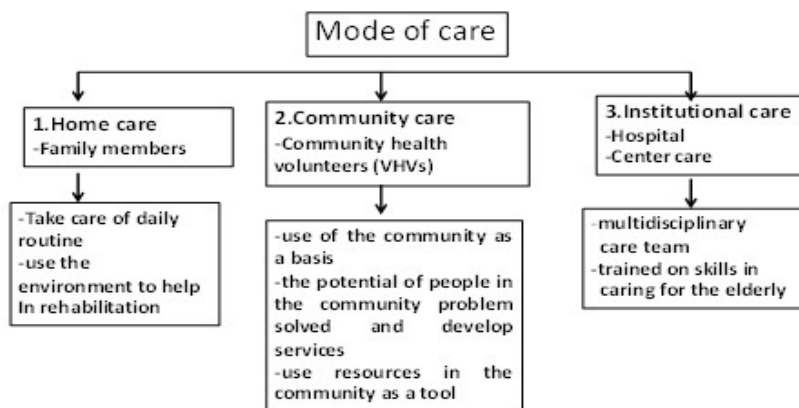 Mode of care
1.Home care
-Family members
2.Community care
-Community health
volunteers (VHVs)
3.Institutional care
-Hospital
-Center care
-Take care of daily
routine
-use the
environment to help
In rehabilitation
-use of the community as
a basis
-the potential of people in
the community problem
solved and develop
services
-use resources in the
community as a tool
-multidisciplinary
care team
-trained on skills in
caring for the elderly